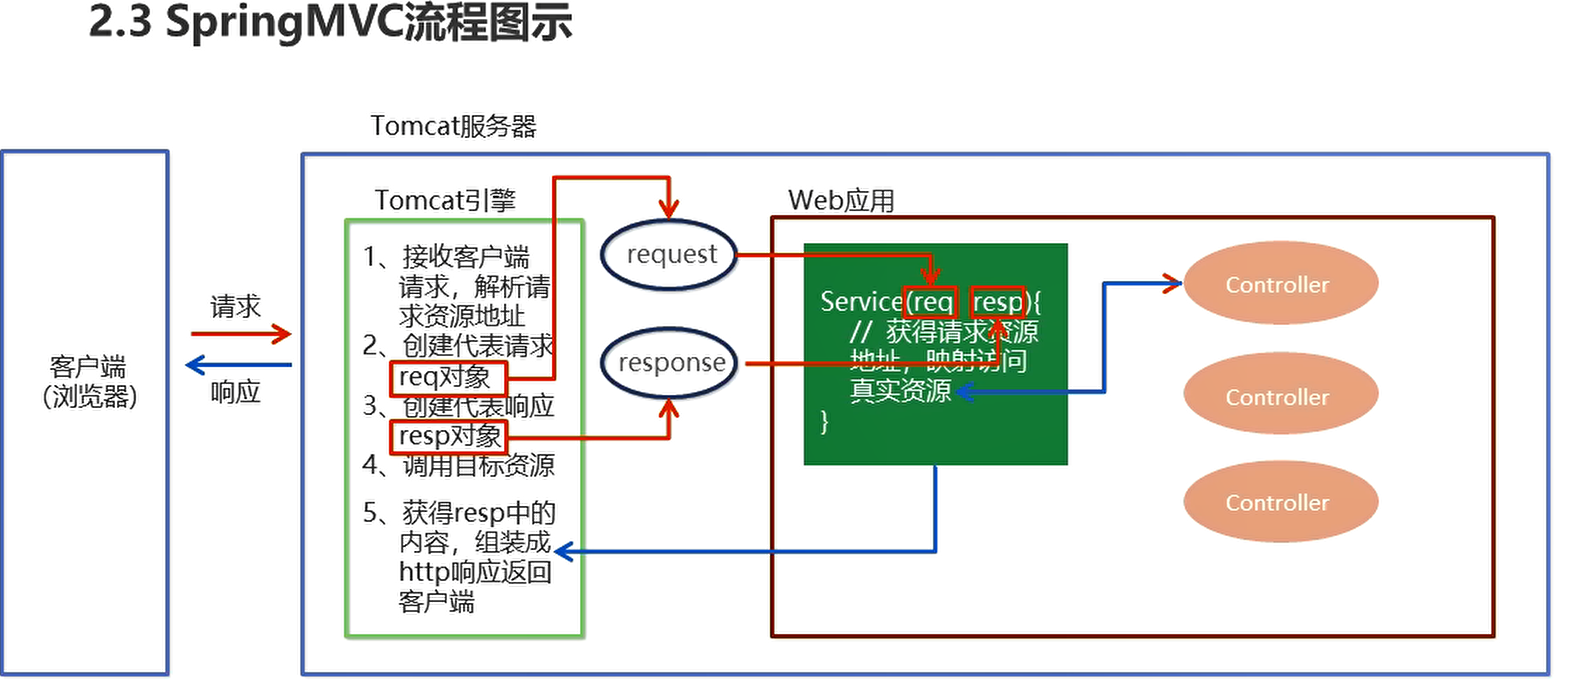 2.3 SpringMVC流程图示
Tomcat服务器
客户端
(浏览器)
请求
响应
Tomcat引擎
1、接收客户端
请求，解析请
求资源地址
2、创建代表请求
req对象
3、创建代表响应
resp对象
4、调用目标资源
5、获得resp中的
内容，组装成
http响应返回
客户端
request
response
Web应用
Service(req resp){
// 获得请求资源
地址，映射访问
真实资源
}
Controller
Controller
Controller